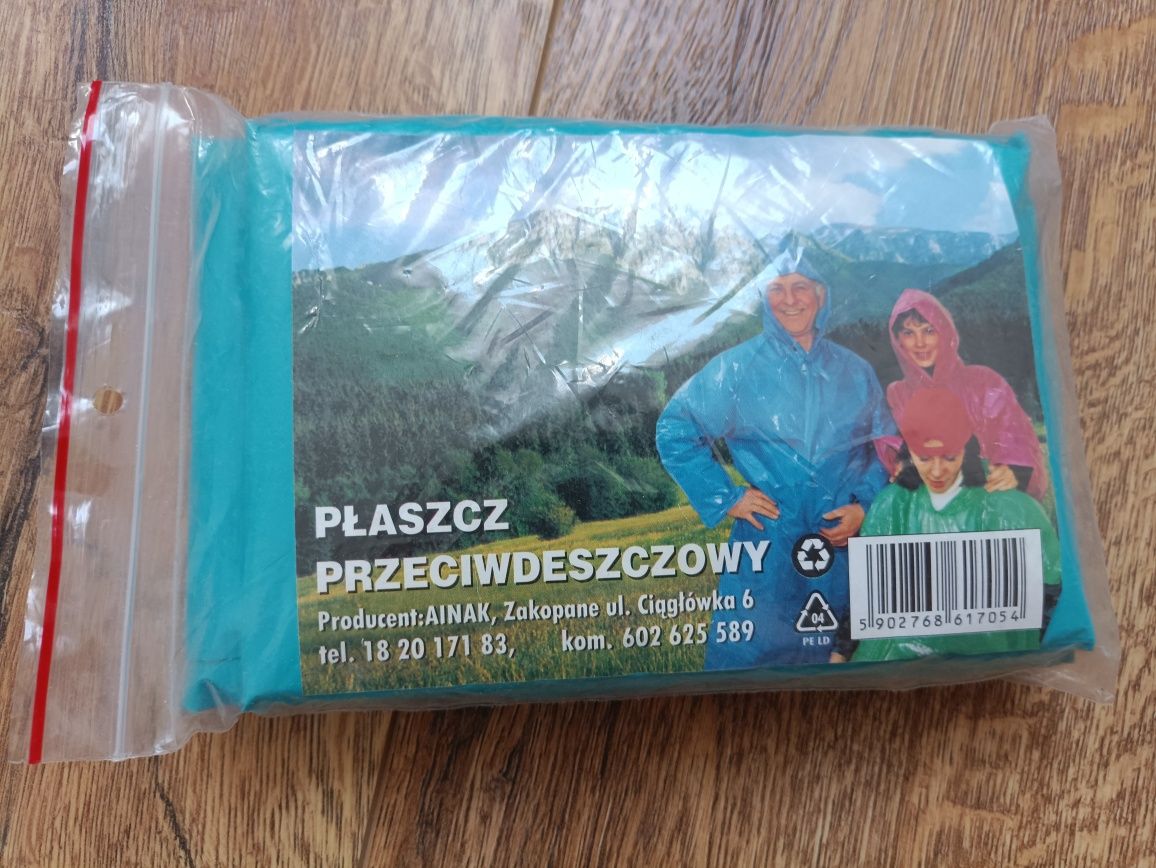 PŁASZCZ
PRZECIWDESZCZOWY
Producent:AINAK, Zakopane ul. Ciągłówka 6
tel. 18 20 171 83, kom. 602 625 589
04
PE LD
5 902768 617054